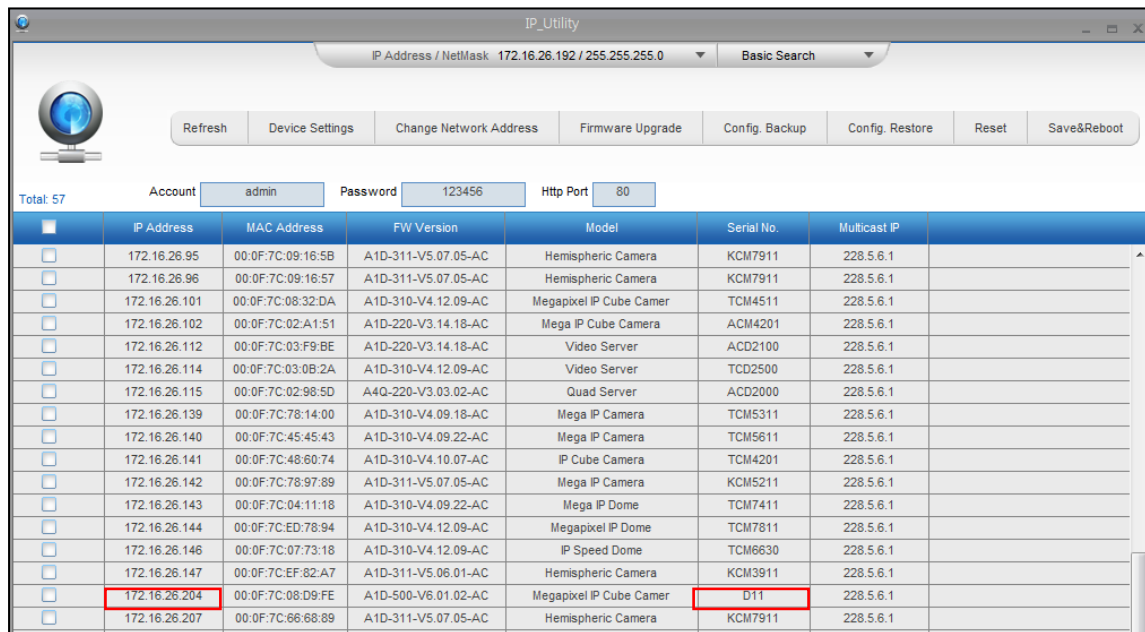 IP_Utility
IP Address / NetMask 172.16.26.192 / 255.255.255.0 Basic Search
Refresh Device Settings Change Network Address Firmware Upgrade Config. Backup Config. Restore Reset Save&Reboot
Total: 57 Account admin Password 123456 Http Port 80
IP Address MAC Address FW Version Model Serial No. Multicast IP
172.16.26.95 00:0F:7C:09:16:5B A1D-311-V5.07.05-AC Hemispheric Camera KCM7911 228.5.6.1
172.16.26.96 00:0F:7C:09:16:57 A1D-311-V5.07.05-AC Hemispheric Camera KCM7911 228.5.6.1
172.16.26.101 00:0F:7C:08:32:DA A1D-310-V4.12.09-AC Megapixel IP Cube Camer TCM4511 228.5.6.1
172.16.26.102 00:0F:7C:02:A1:51 A1D-220-V3.14.18-AC Mega IP Cube Camera ACM4201 228.5.6.1
172.16.26.112 00:0F:7C:03:F9:BE A1D-220-V3.14.18-AC Video Server ACD2100 228.5.6.1
172.16.26.114 00:0F:7C:03:0B:2A A1D-310-V4.12.09-AC Video Server TCD2500 228.5.6.1
172.16.26.115 00:0F:7C:02:98:5D A4Q-220-V3.03.02-AC Quad Server ACD2000 228.5.6.1
172.16.26.139 00:0F:7C:78:14:00 A1D-310-V4.09.18-AC Mega IP Camera TCM5311 228.5.6.1
172.16.26.140 00:0F:7C:45:45:43 A1D-310-V4.09.22-AC Mega IP Camera TCM5611 228.5.6.1
172.16.26.141 00:0F:7C:48:60:74 A1D-310-V4.10.07-AC IP Cube Camera TCM4201 228.5.6.1
172.16.26.142 00:0F:7C:78:97:89 A1D-310-V4.09.22-AC Mega IP Camera KCM5211 228.5.6.1
172.16.26.143 00:0F:7C:04:11:18 A1D-310-V4.09.22-AC Mega IP Dome TCM7411 228.5.6.1
172.16.26.144 00:0F:7C:ED:78:94 A1D-310-V4.12.09-AC Megapixel IP Dome TCM7811 228.5.6.1
172.16.26.146 00:0F:7C:07:73:18 A1D-310-V4.12.09-AC IP Speed Dome TCM6630 228.5.6.1
172.16.26.147 00:0F:7C:EF:82:A7 A1D-311-V5.06.01-AC Hemispheric Camera KCM3911 228.5.6.1
172.16.26.204 00:0F:7C:08:D9:FE A1D-500-V6.01.02-AC Megapixel IP Cube Camer D11 228.5.6.1
172.16.26.207 00:0F:7C:66:68:89 A1D-311-V5.07.05-AC Hemispheric Camera KCM7911 228.5.6.1